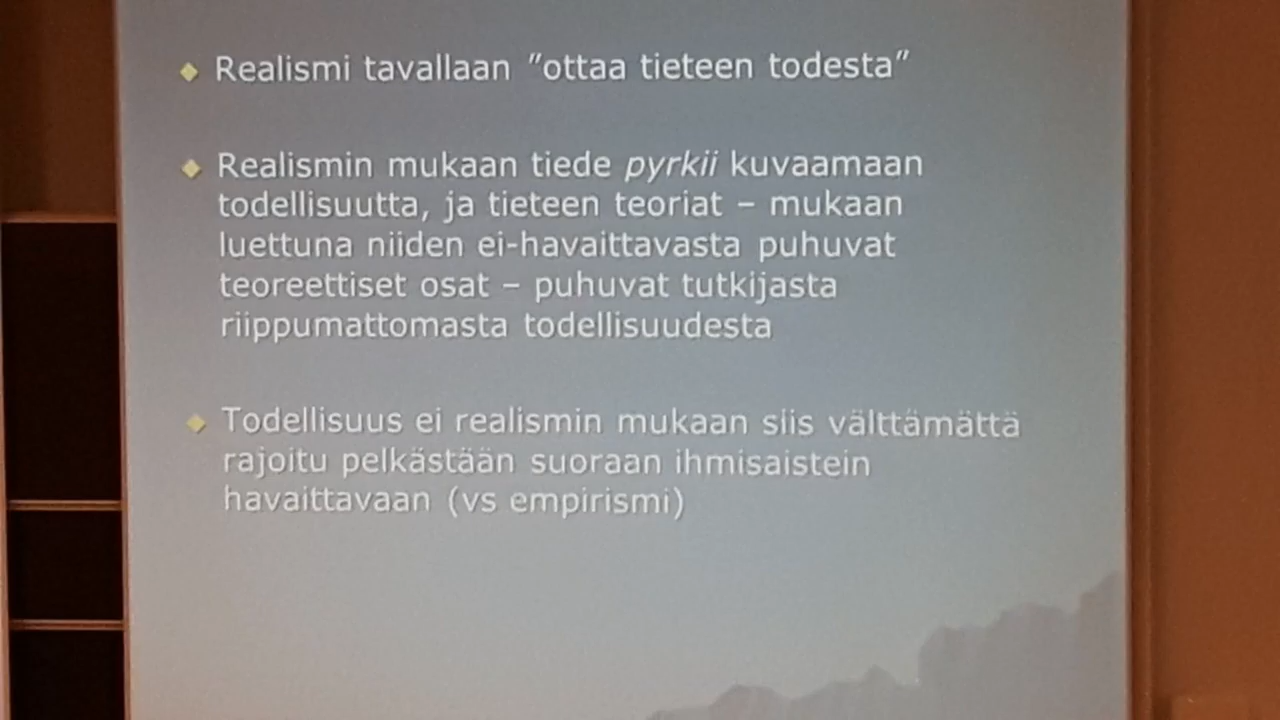 Realismi tavallaan "ottaa tieteen todesta"
Realismin mukaan tiede pyrkii kuvaamaan
todellisuutta, ja tieteen teoriat – mukaan
luettuna niiden ei-havaittavasta puhuvat
teoreettiset osat – puhuvat tutkijasta
riippumattomasta todellisuudesta
Todellisuus ei realismin mukaan siis välttämättä
rajoitu pelkästään suoraan ihmisaistein
havaittavaan (vs empirismi)